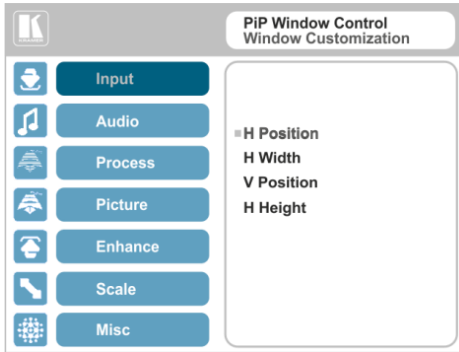 PiP Window Control
Window Customization
Input
Audio
Process
Picture
Enhance
Scale
Misc
H Position
H Width
V Position
H Height